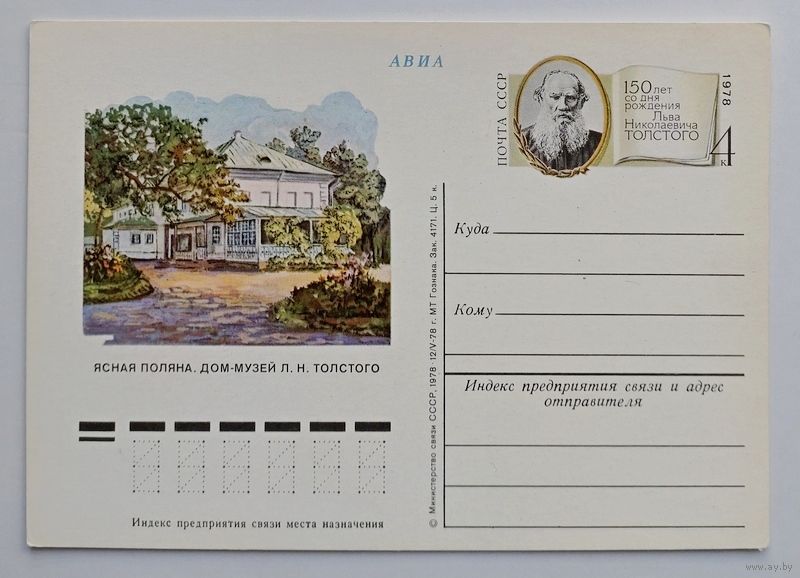 АВИА
ПОЧТА СССР
150 лет
со дня
рождения
Льва
Николаевича
ТОЛСТОГО
1978
4 к
ЯСНАЯ ПОЛЯНА. ДОМ-МУЗЕЙ Л. Н. ТОЛСТОГО
Индекс предприятия связи места назначения
© Министерство связи СССР, 1978 · 12/V-78 г. МТ Гознака. Зак. 4171. Ц. 5 к.
Куда
Кому
Индекс предприятия связи и адрес
отправителя
www.ay.by